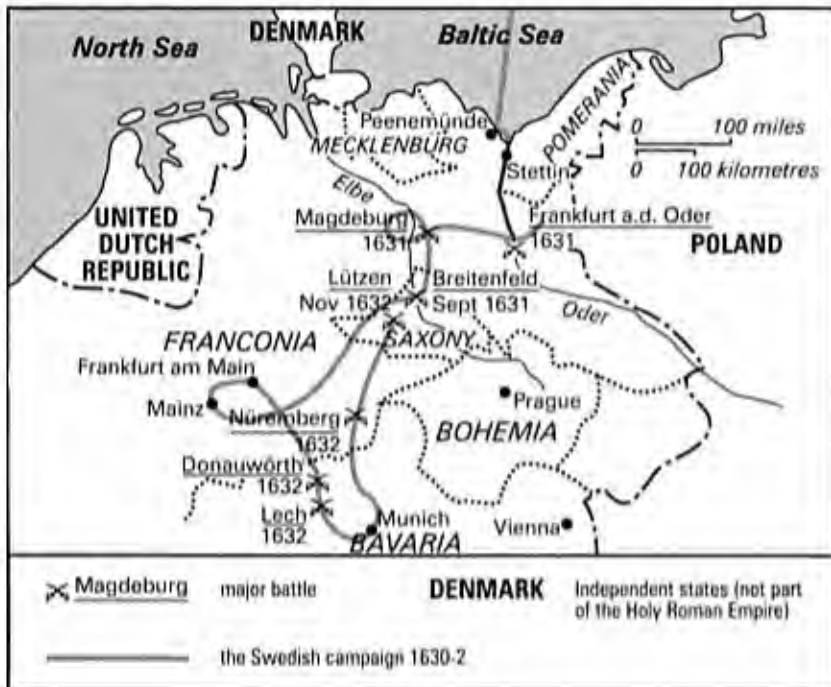 North Sea
DENMARK
Baltic Sea
Peenemünde
MECKLENBURG
POMERANIA
0 100 miles
0 100 kilometres
Stettin
Elbe
UNITED
DUTCH
REPUBLIC
Magdeburg
1631
Frankfurt a.d. Oder
1631
POLAND
Lützen
Nov 1632
Breitenfeld
Sept 1631
Oder
SAXONY
FRANCONIA
Frankfurt am Main
Mainz
Nüremberg
1632
Prague
BOHEMIA
Donauwörth
1632
Lech
1632
Munich
BAVARIA
Vienna
Magdeburg major battle
DENMARK Independent states (not part
of the Holy Roman Empire)
the Swedish campaign 1630-2